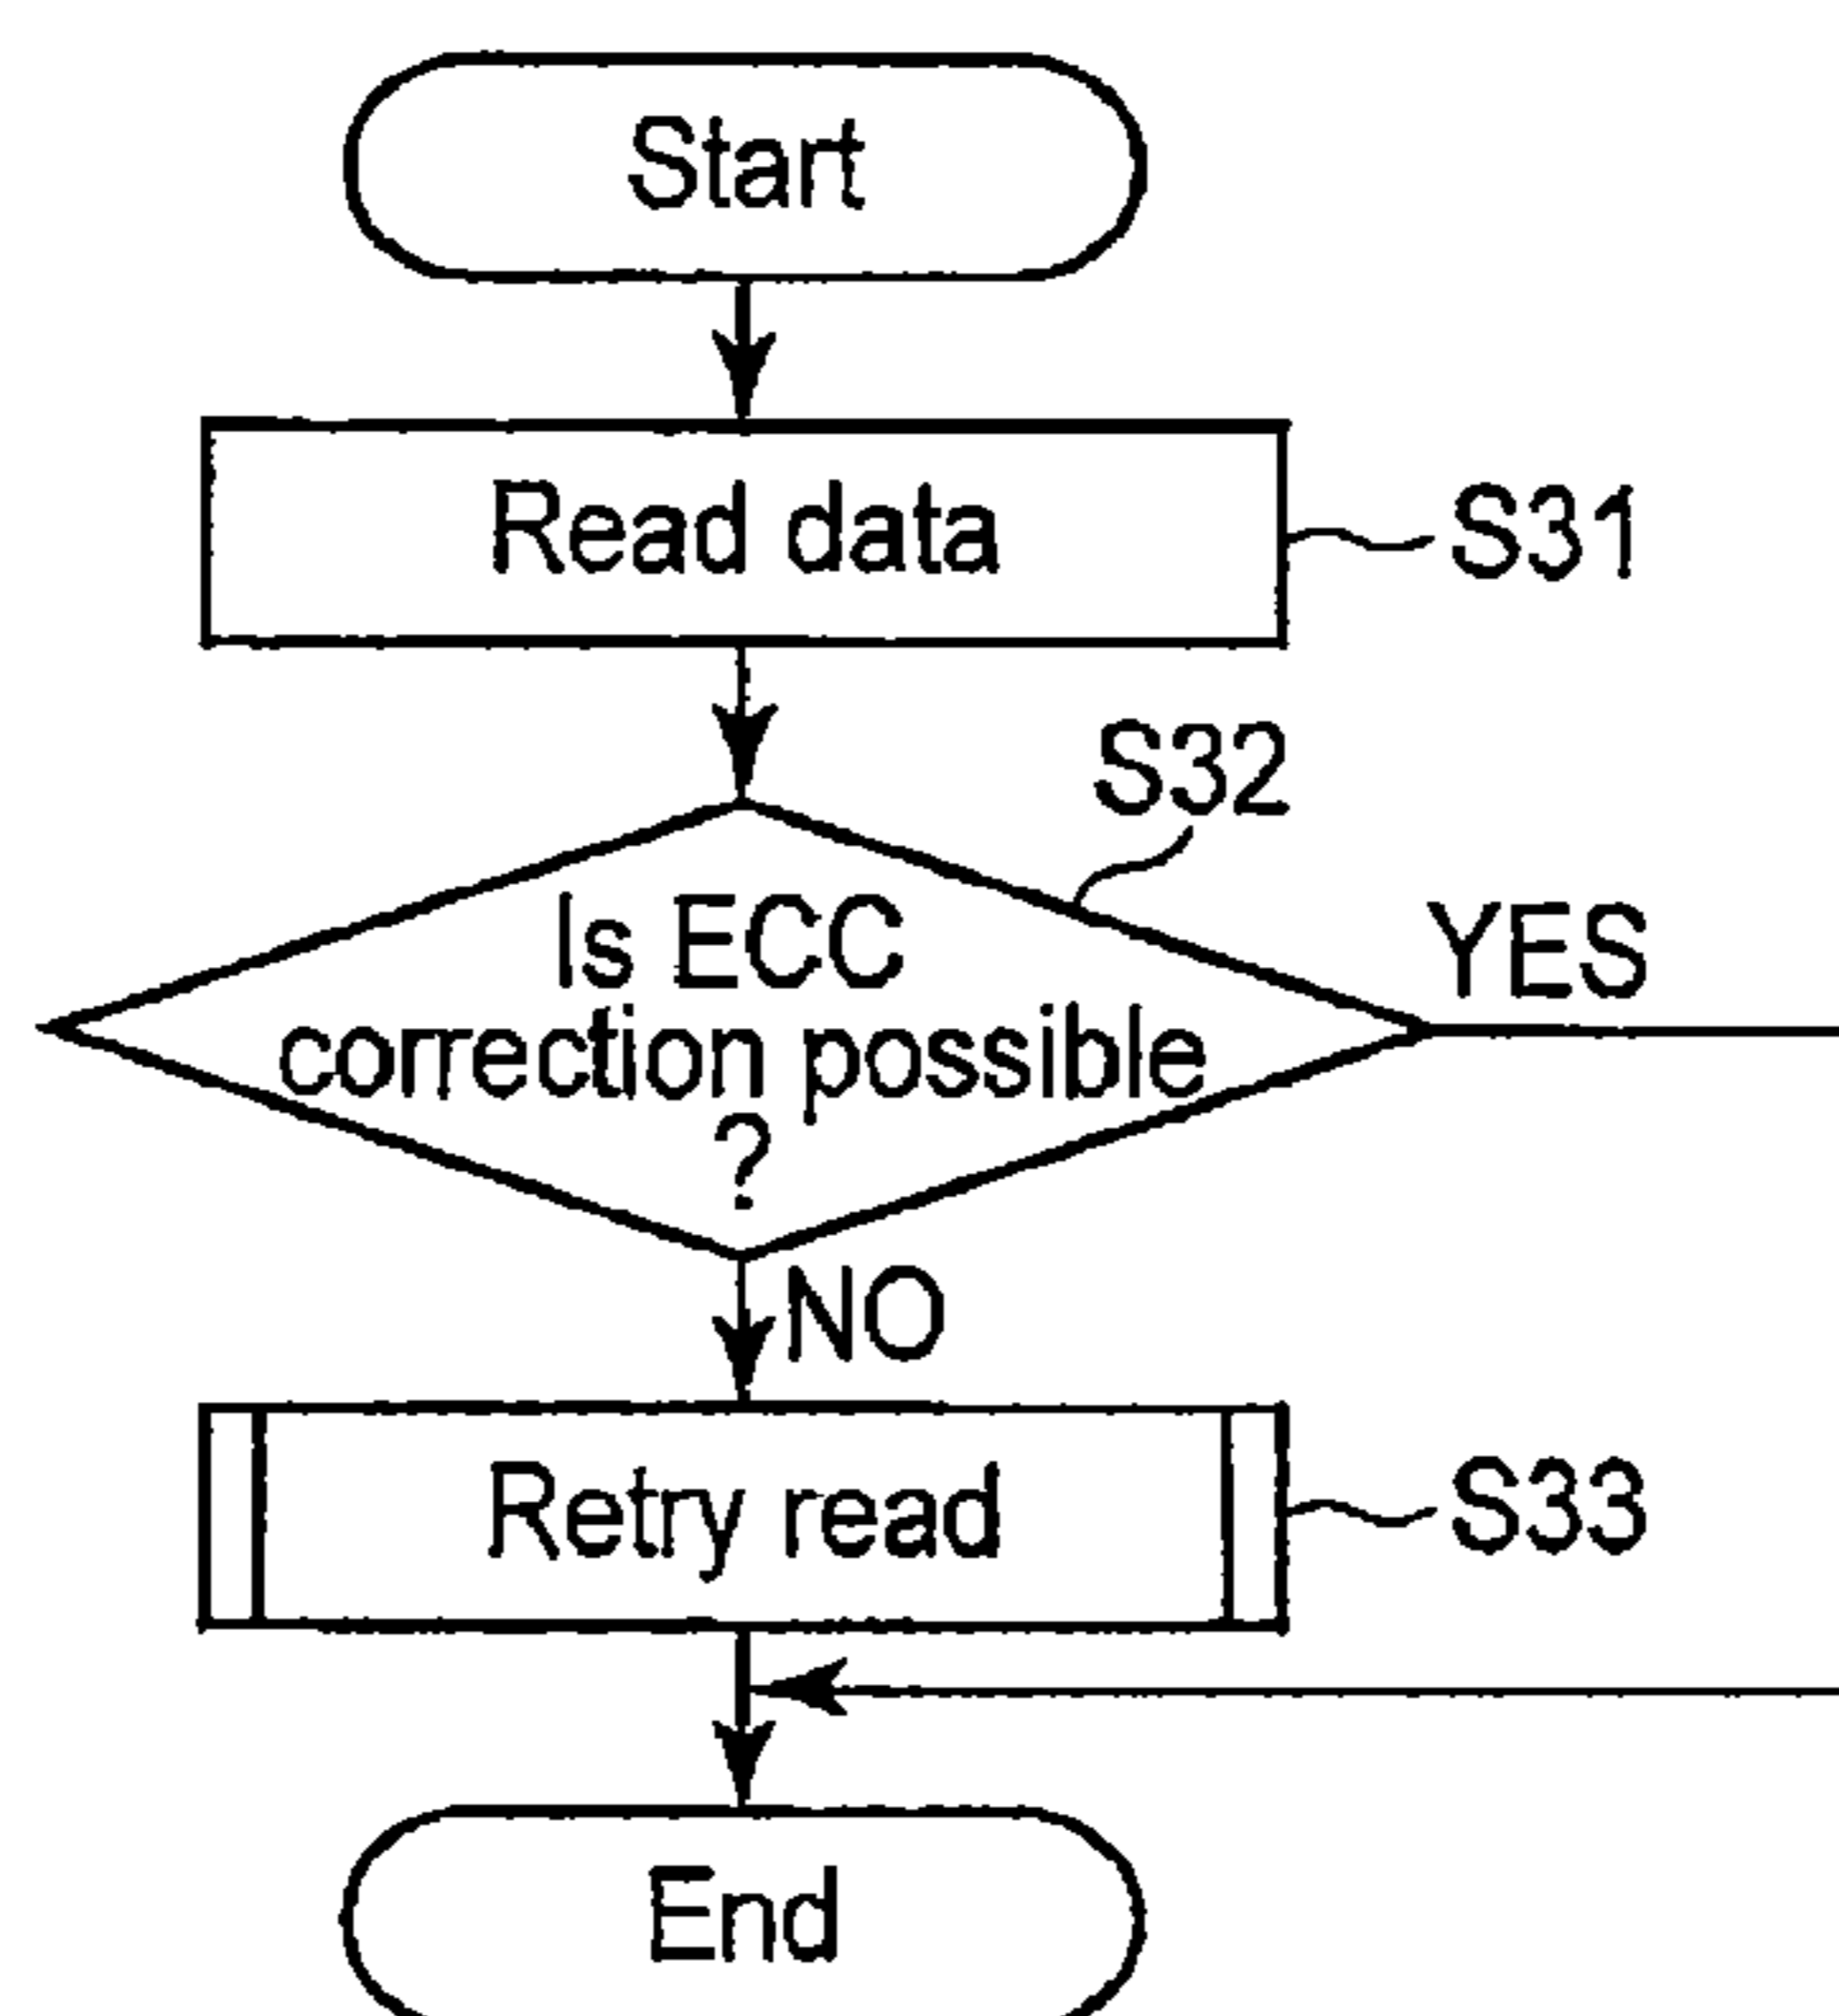 Start
Read data
S31
S32
Is ECC
correction possible
?
YES
NO
Retry read
S33
End